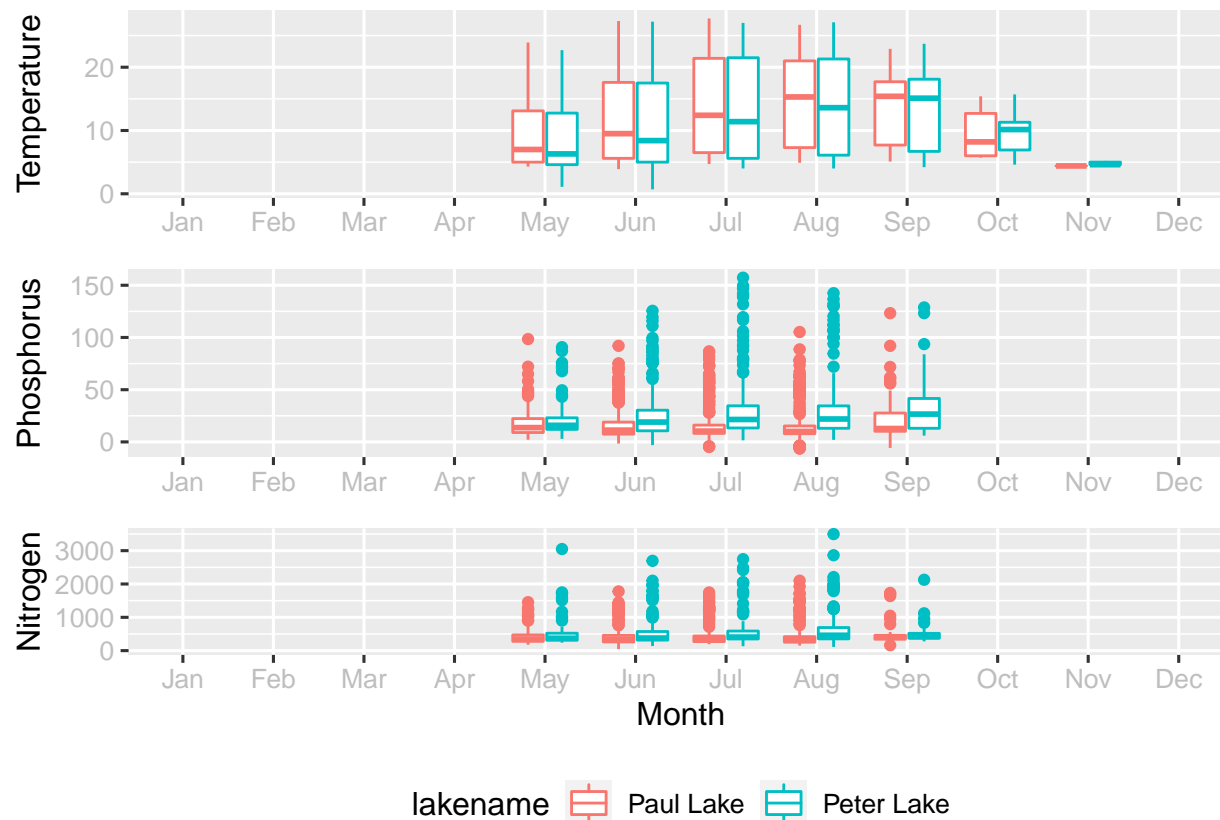 Temperature
20
10
0
Jan Feb Mar Apr May Jun Jul Aug Sep Oct Nov Dec
Phosphorus
150
100
50
0
Jan Feb Mar Apr May Jun Jul Aug Sep Oct Nov Dec
Nitrogen
3000
2000
1000
0
Jan Feb Mar Apr May Jun Jul Aug Sep Oct Nov Dec
Month
lakename Paul Lake Peter Lake